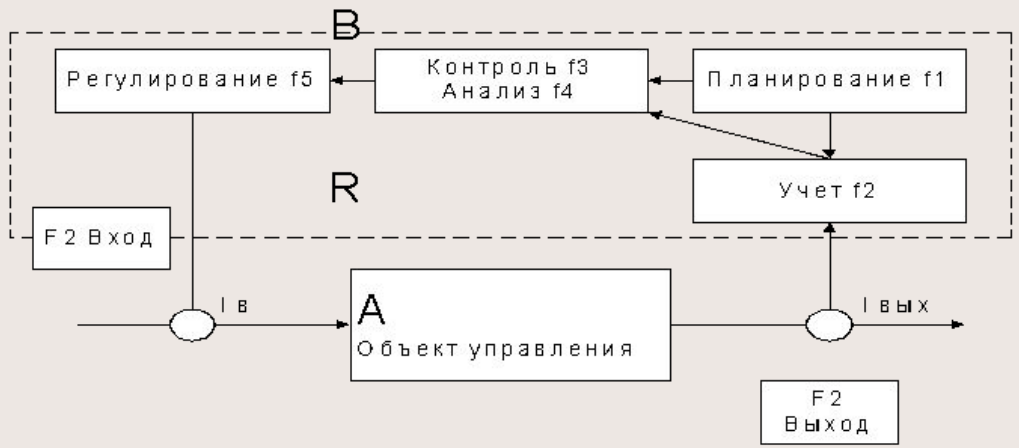 B
Регулирование f5
Контроль f3
Анализ f4
Планирование f1
R
Учет f2
F2 Вход
I в
A
Объект управления
I вых
F2
Выход